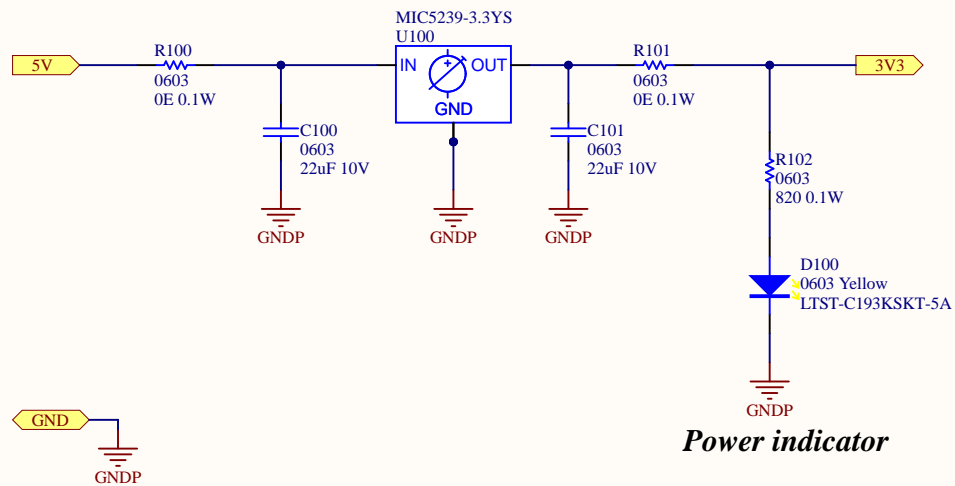 MIC5239-3.3YS
U100
5V
R100
0603
0E 0.1W
IN
OUT
GND
R101
0603
0E 0.1W
3V3
C100
0603
22uF 10V
C101
0603
22uF 10V
R102
0603
820 0.1W
GNDP
GNDP
GNDP
D100
0603 Yellow
LTST-C193KSKT-5A
GNDP
GND
GNDP
Power indicator